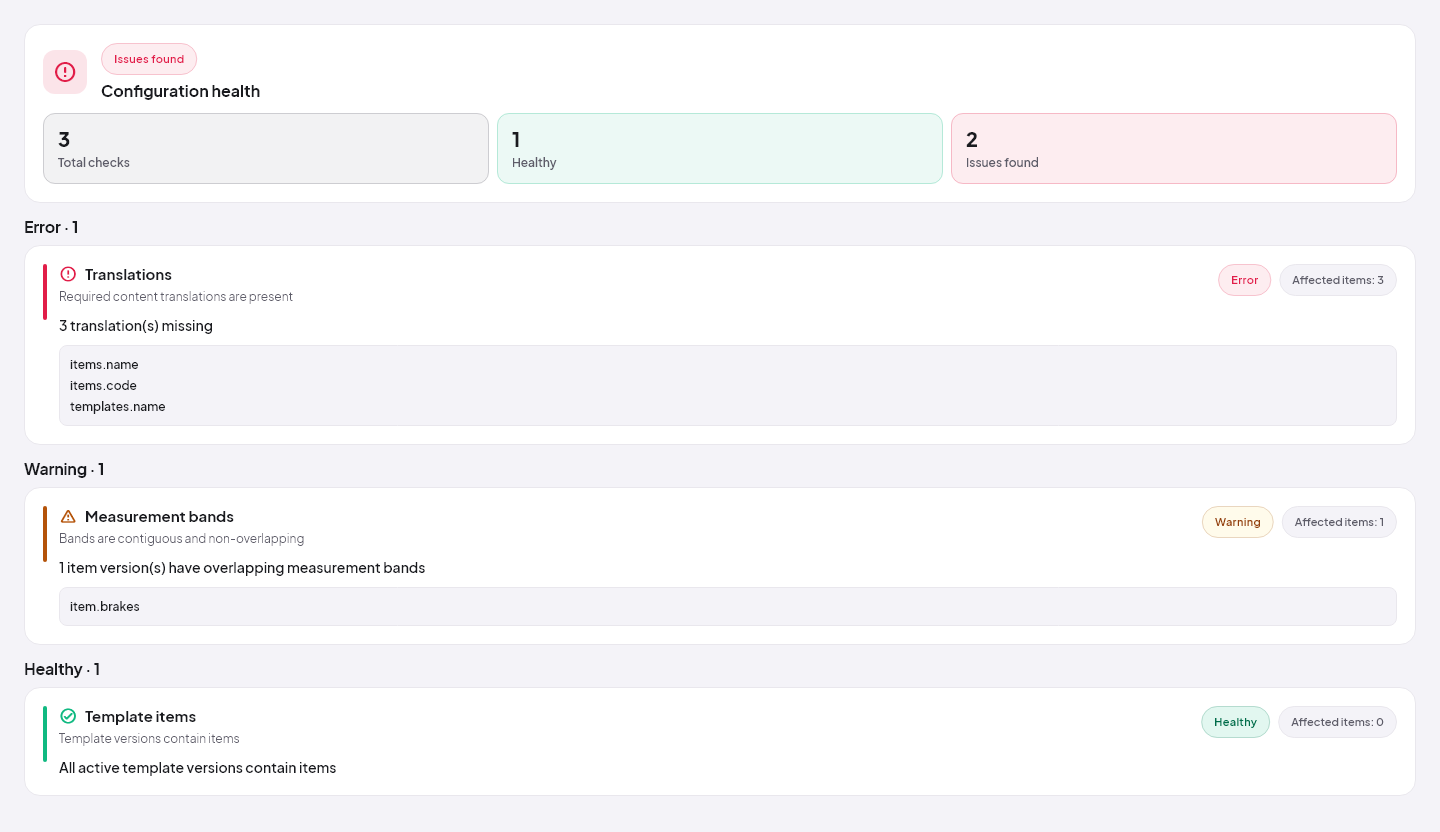 Issues found
Configuration health
3
Total checks
1
Healthy
2
Issues found
Error · 1
Translations
Error
Affected items: 3
Required content translations are present
3 translation(s) missing
items.name
items.code
templates.name
Warning · 1
Measurement bands
Warning
Affected items: 1
Bands are contiguous and non-overlapping
1 item version(s) have overlapping measurement bands
item.brakes
Healthy · 1
Template items
Healthy
Affected items: 0
Template versions contain items
All active template versions contain items